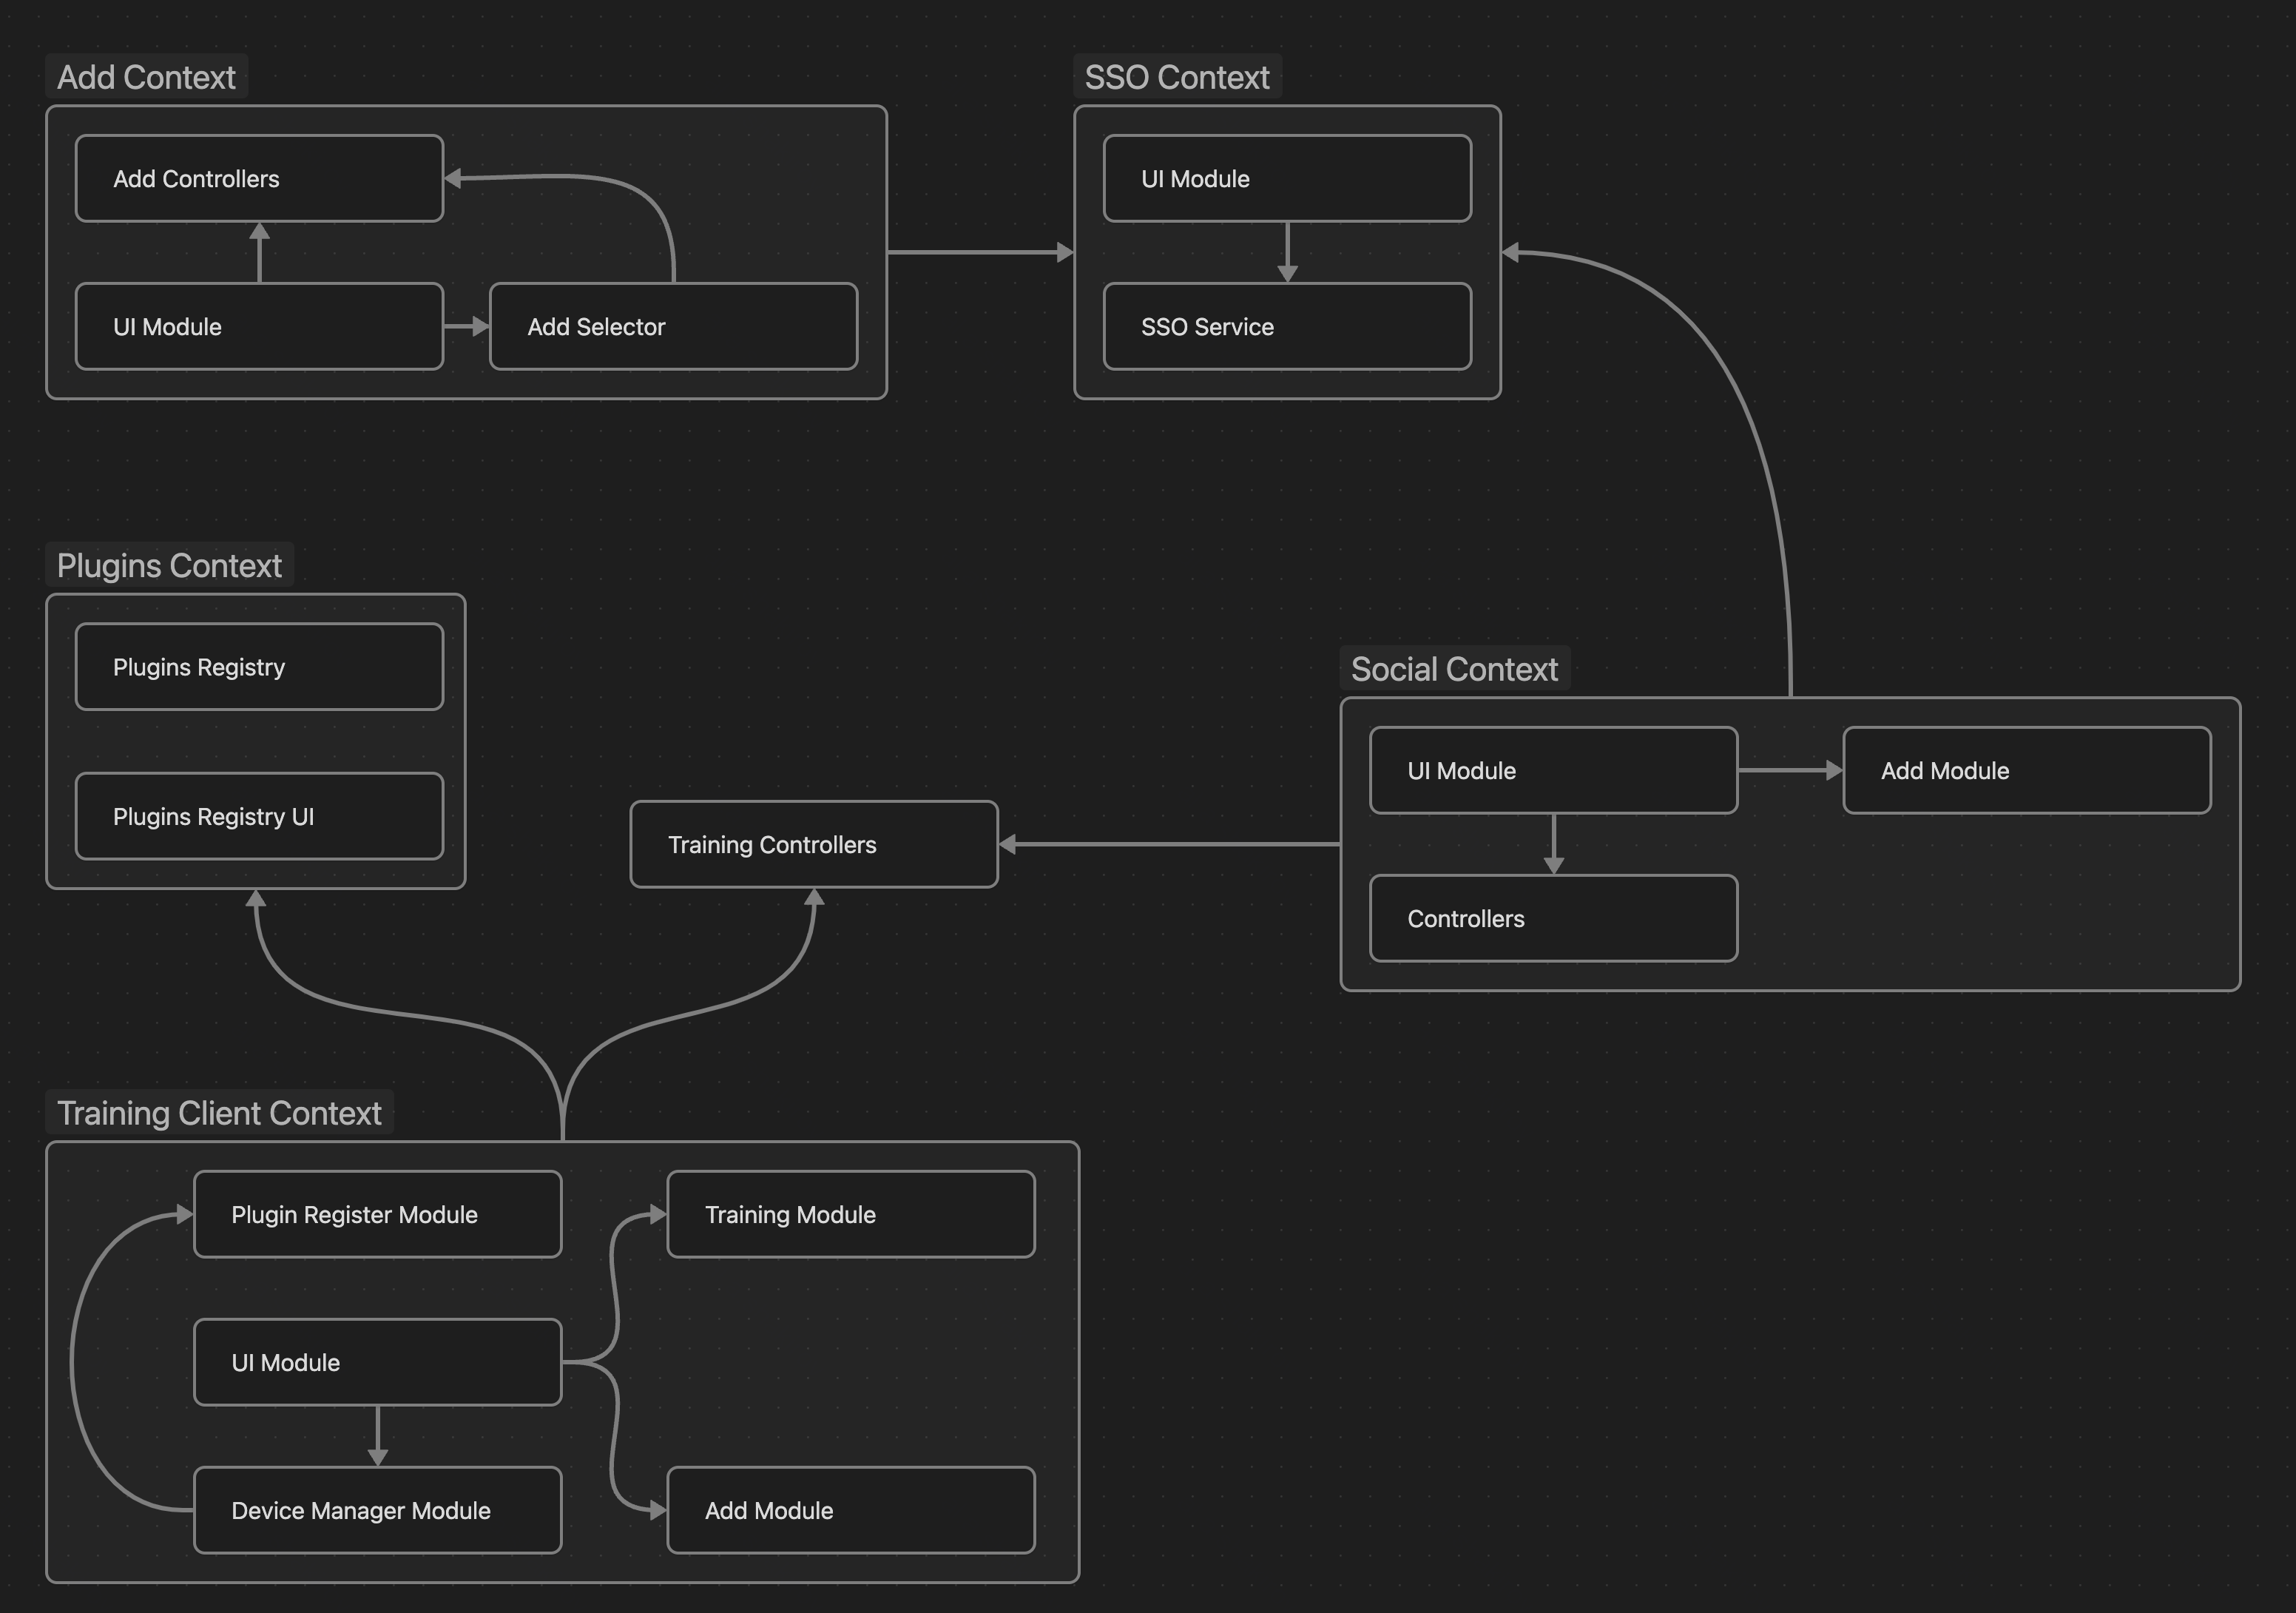 Add Context
Add Controllers
UI Module
Add Selector
SSO Context
UI Module
SSO Service
Plugins Context
Plugins Registry
Plugins Registry UI
Training Controllers
Social Context
UI Module
Add Module
Controllers
Training Client Context
Plugin Register Module
Training Module
UI Module
Device Manager Module
Add Module